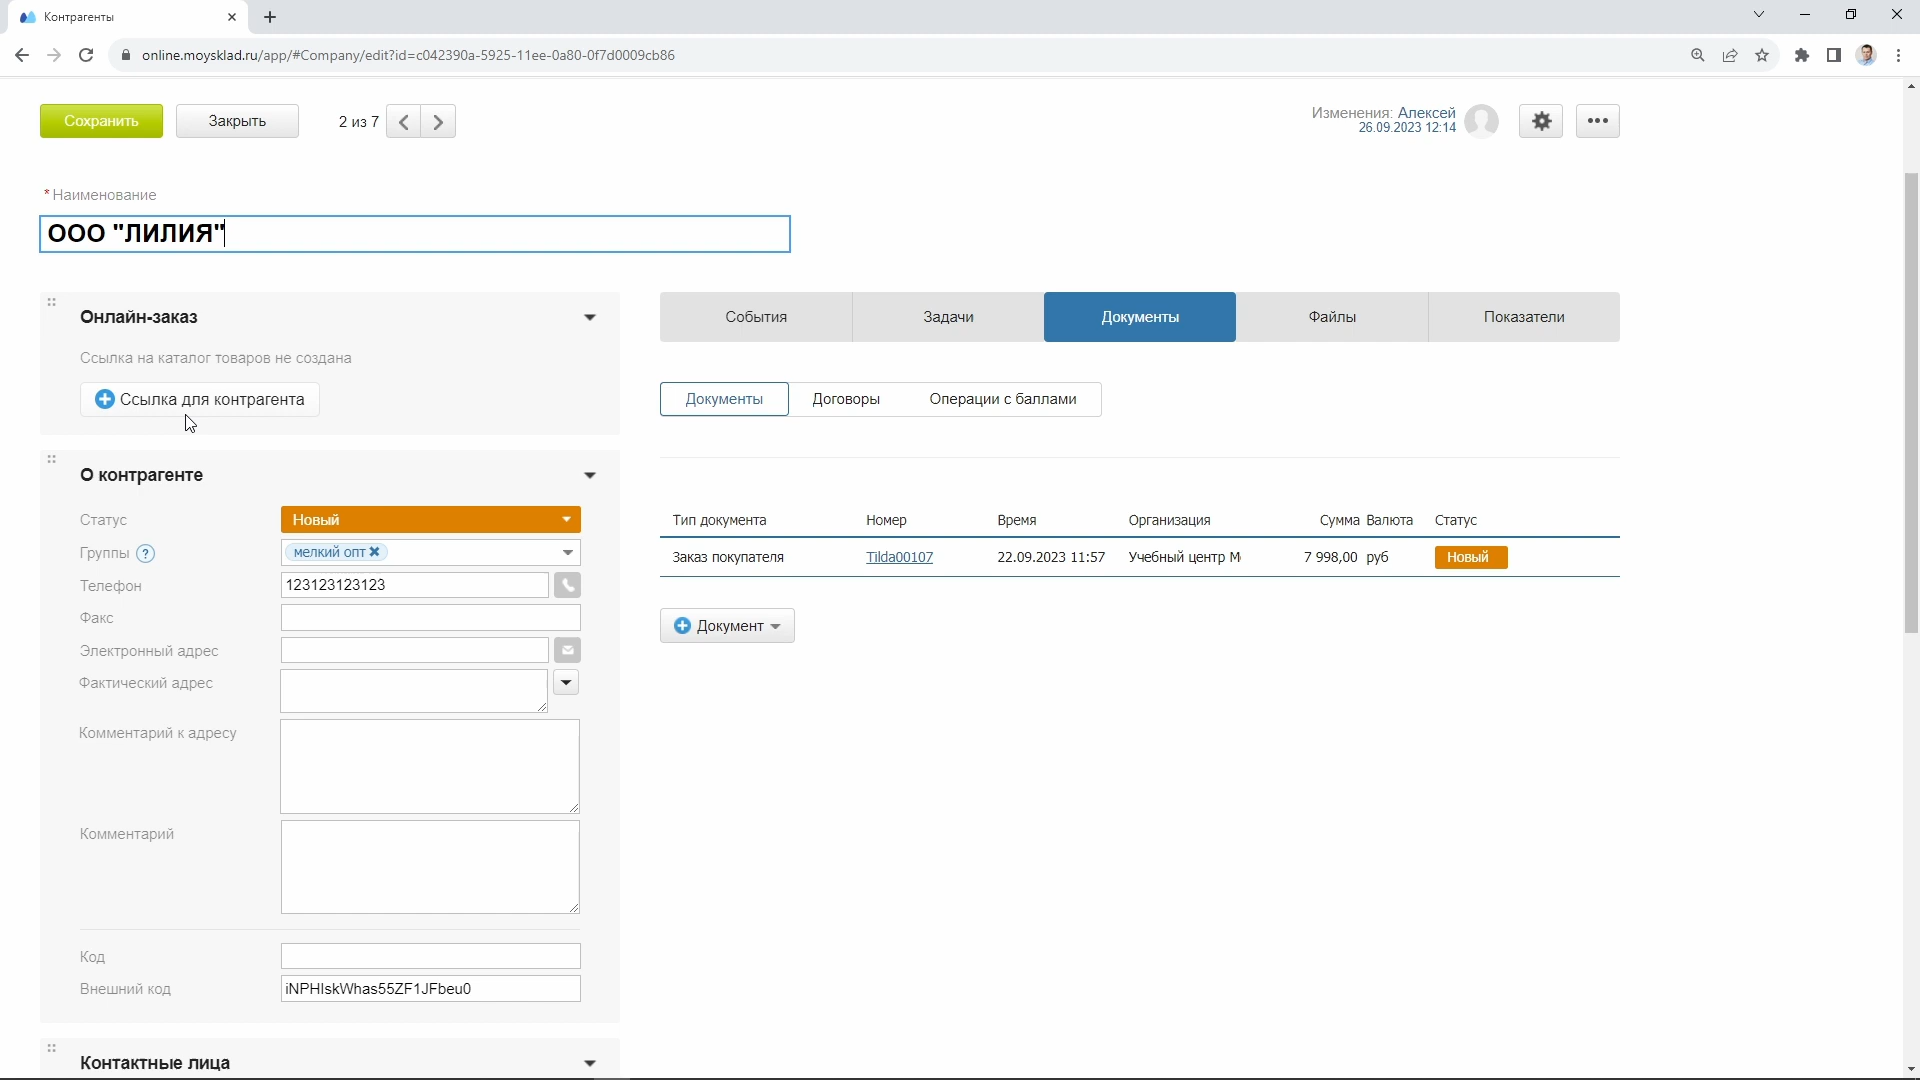 Контрагенты
online.moysklad.ru/app/#Company/edit?id=c042390a-5925-11ee-0a80-0f7d0009cb86
Сохранить
Закрыть
2 из 7
Изменения: Алексей
26.09.2023 12:14
* Наименование
ООО "ЛИЛИЯ"
Онлайн-заказ
Ссылка на каталог товаров не создана
Ссылка для контрагента
О контрагенте
Статус Новый
Группы ? мелкий опт
Телефон 123123123123
Факс
Электронный адрес
Фактический адрес
Комментарий к адресу
Комментарий
Код
Внешний код iNPHIskWhas55ZF1JFbeu0
Контактные лица
События Задачи Документы Файлы Показатели
Документы Договоры Операции с баллами
Тип документа Номер Время Организация Сумма Валюта Статус
Заказ покупателя Tilda00107 22.09.2023 11:57 Учебный центр М 7 998,00 руб Новый
Документ